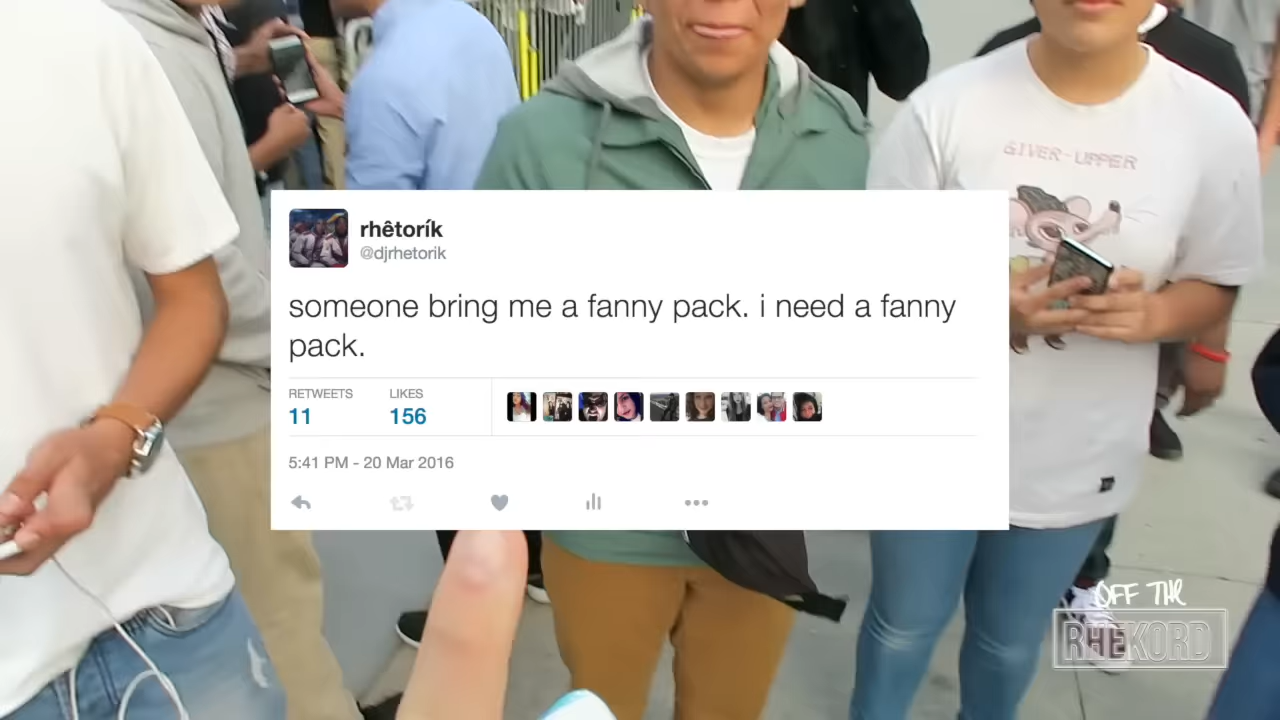 GIVER-UPPER
rhêtorík
@djrhetorik
someone bring me a fanny pack. i need a fanny
pack.
RETWEETS LIKES
11 156
5:41 PM - 20 Mar 2016
OFF THE
RHEKORD